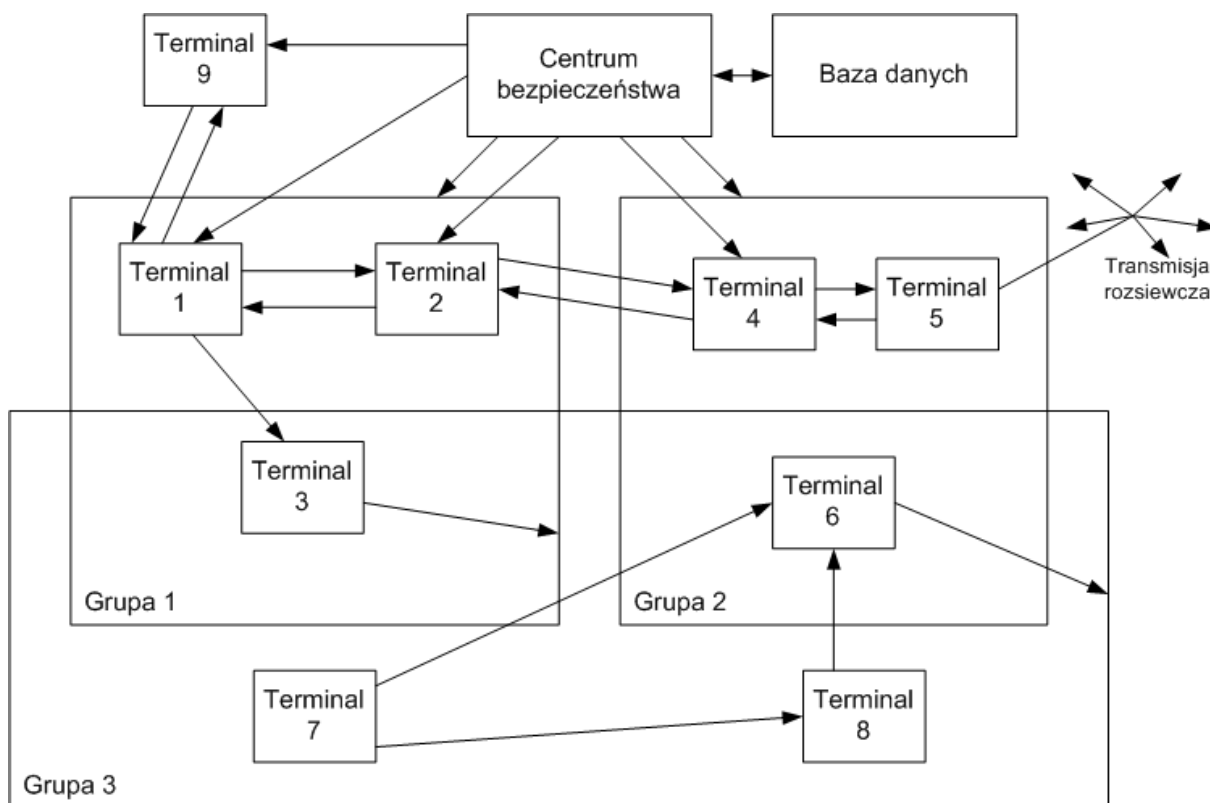 Terminal
9
Centrum
bezpieczeństwa
Baza danych
Terminal
1
Terminal
2
Terminal
4
Terminal
5
Transmisja
rozsiewcza
Terminal
3
Terminal
6
Grupa 1
Grupa 2
Terminal
7
Terminal
8
Grupa 3